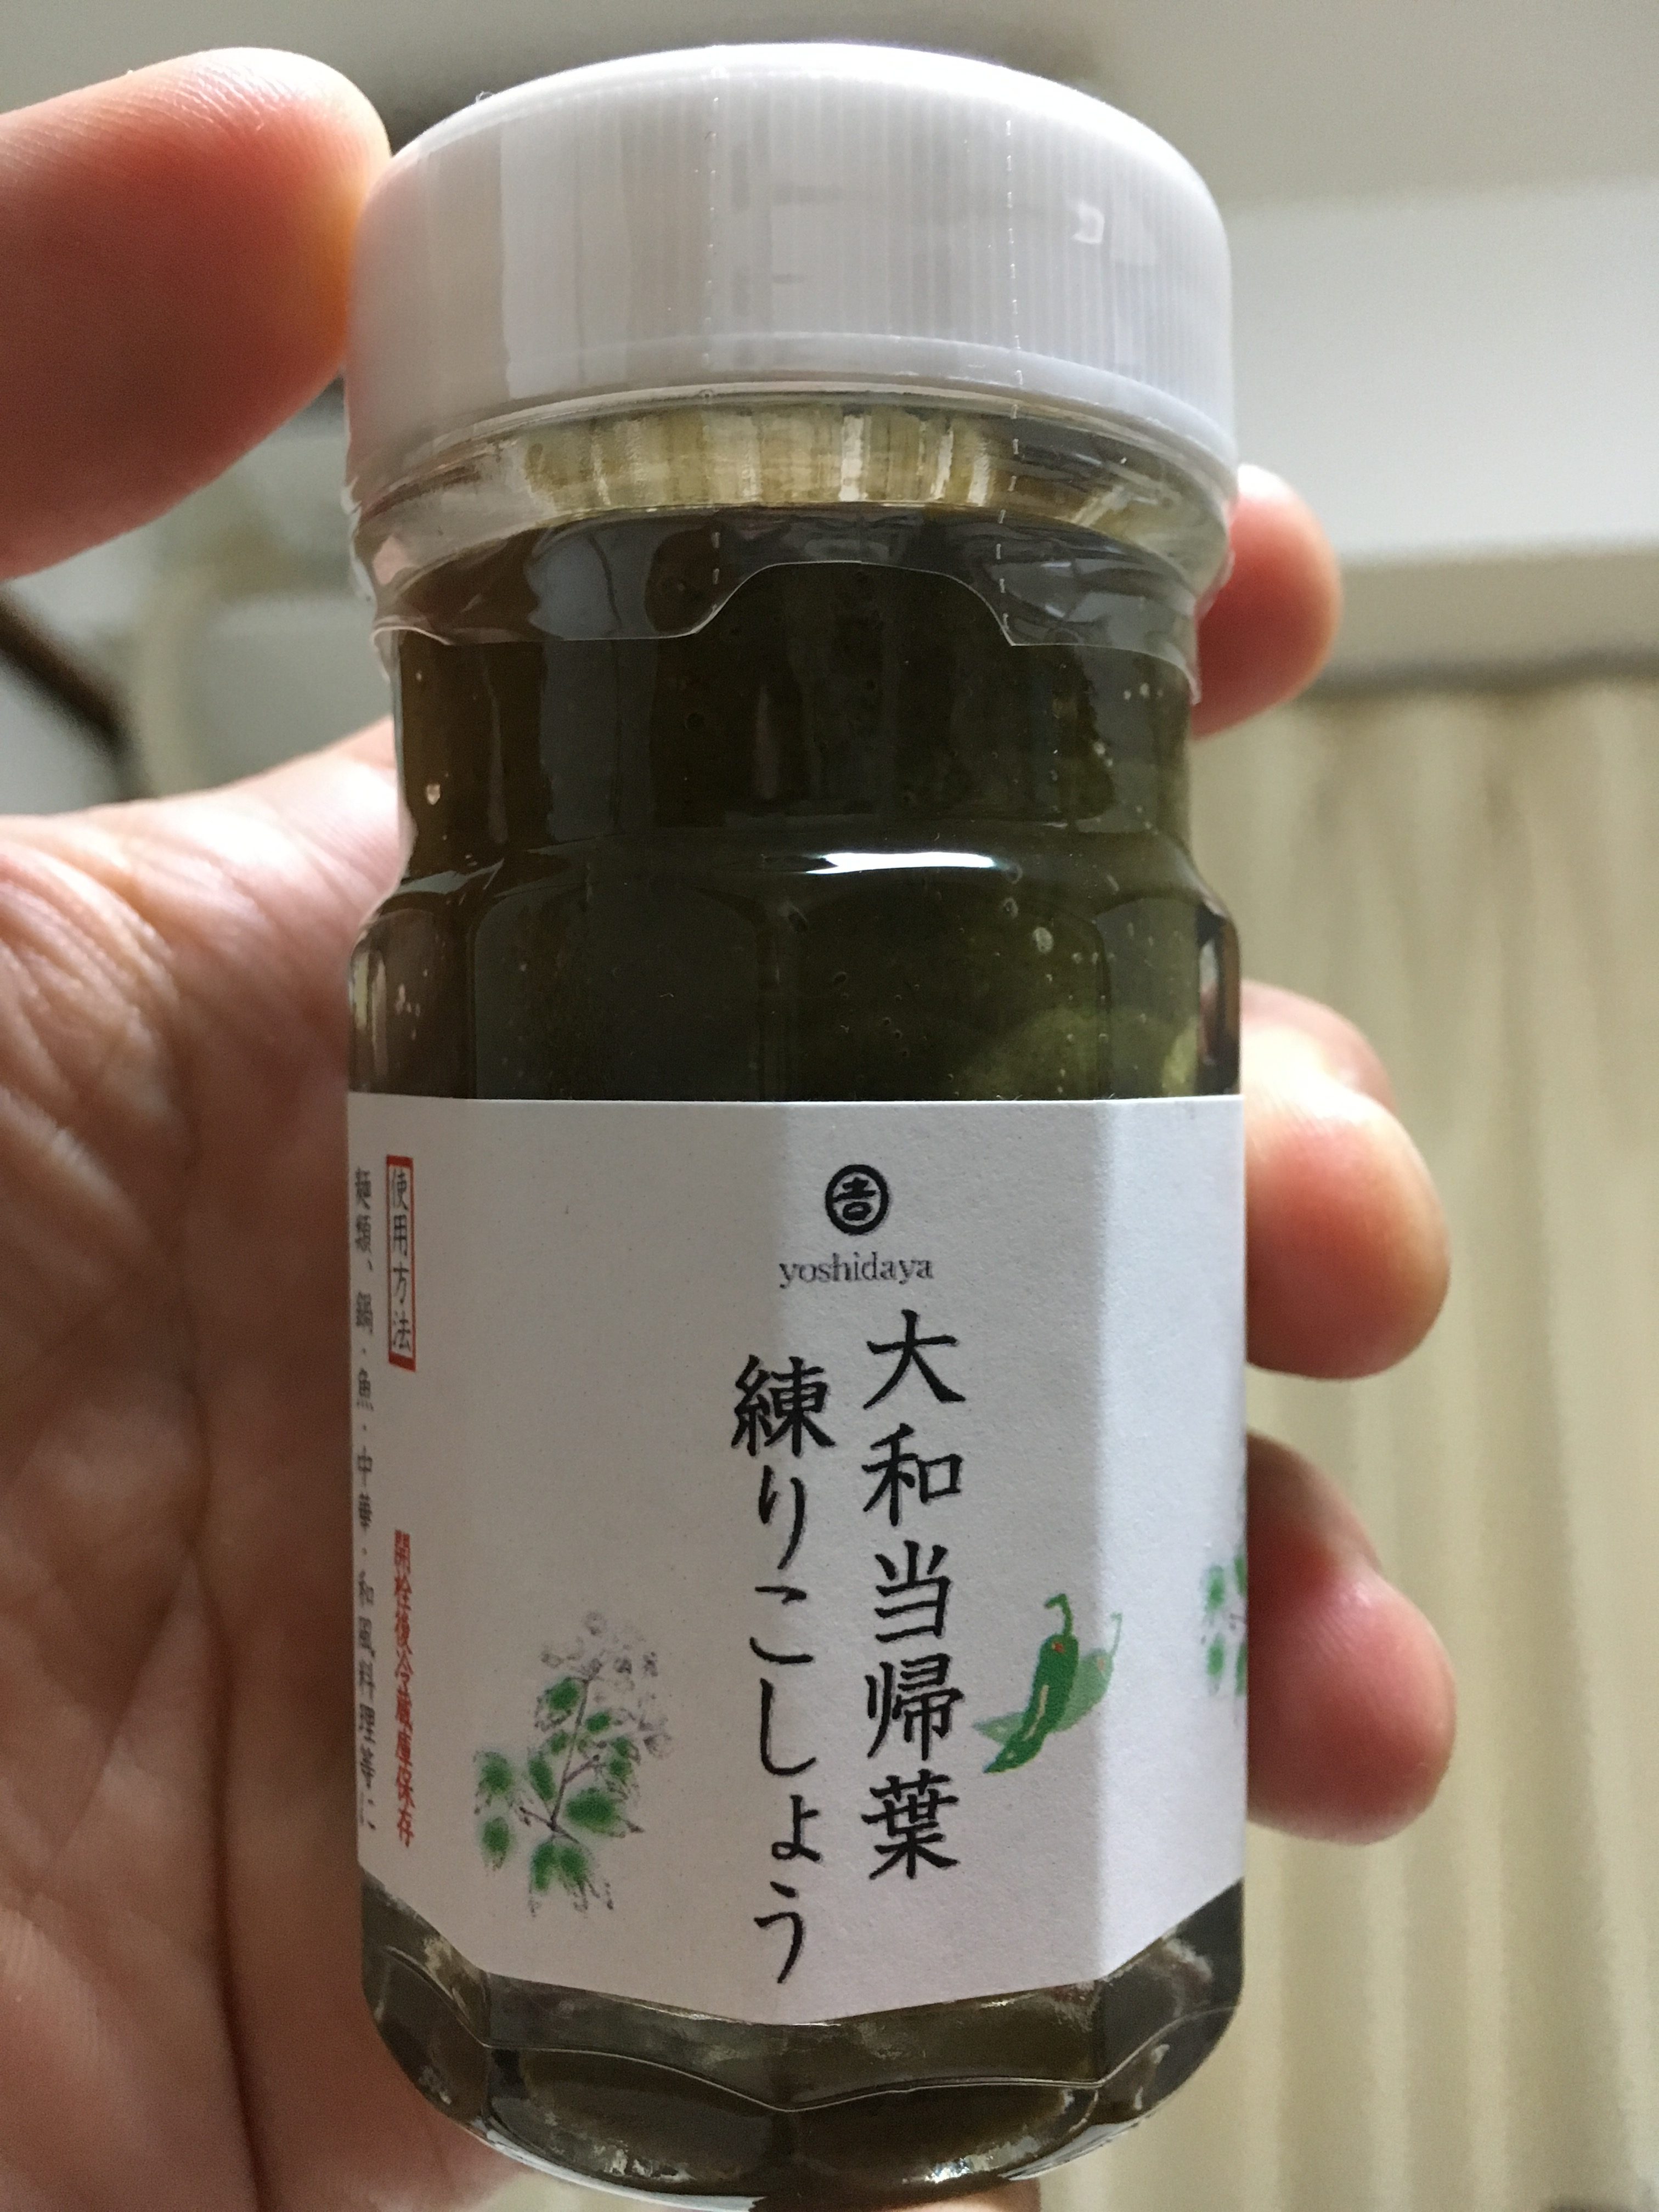 吉
yoshidaya
大和当帰葉
練りこしょう
使用方法
開栓後冷蔵庫保存
麺類、鍋・魚・中華・和風料理等に